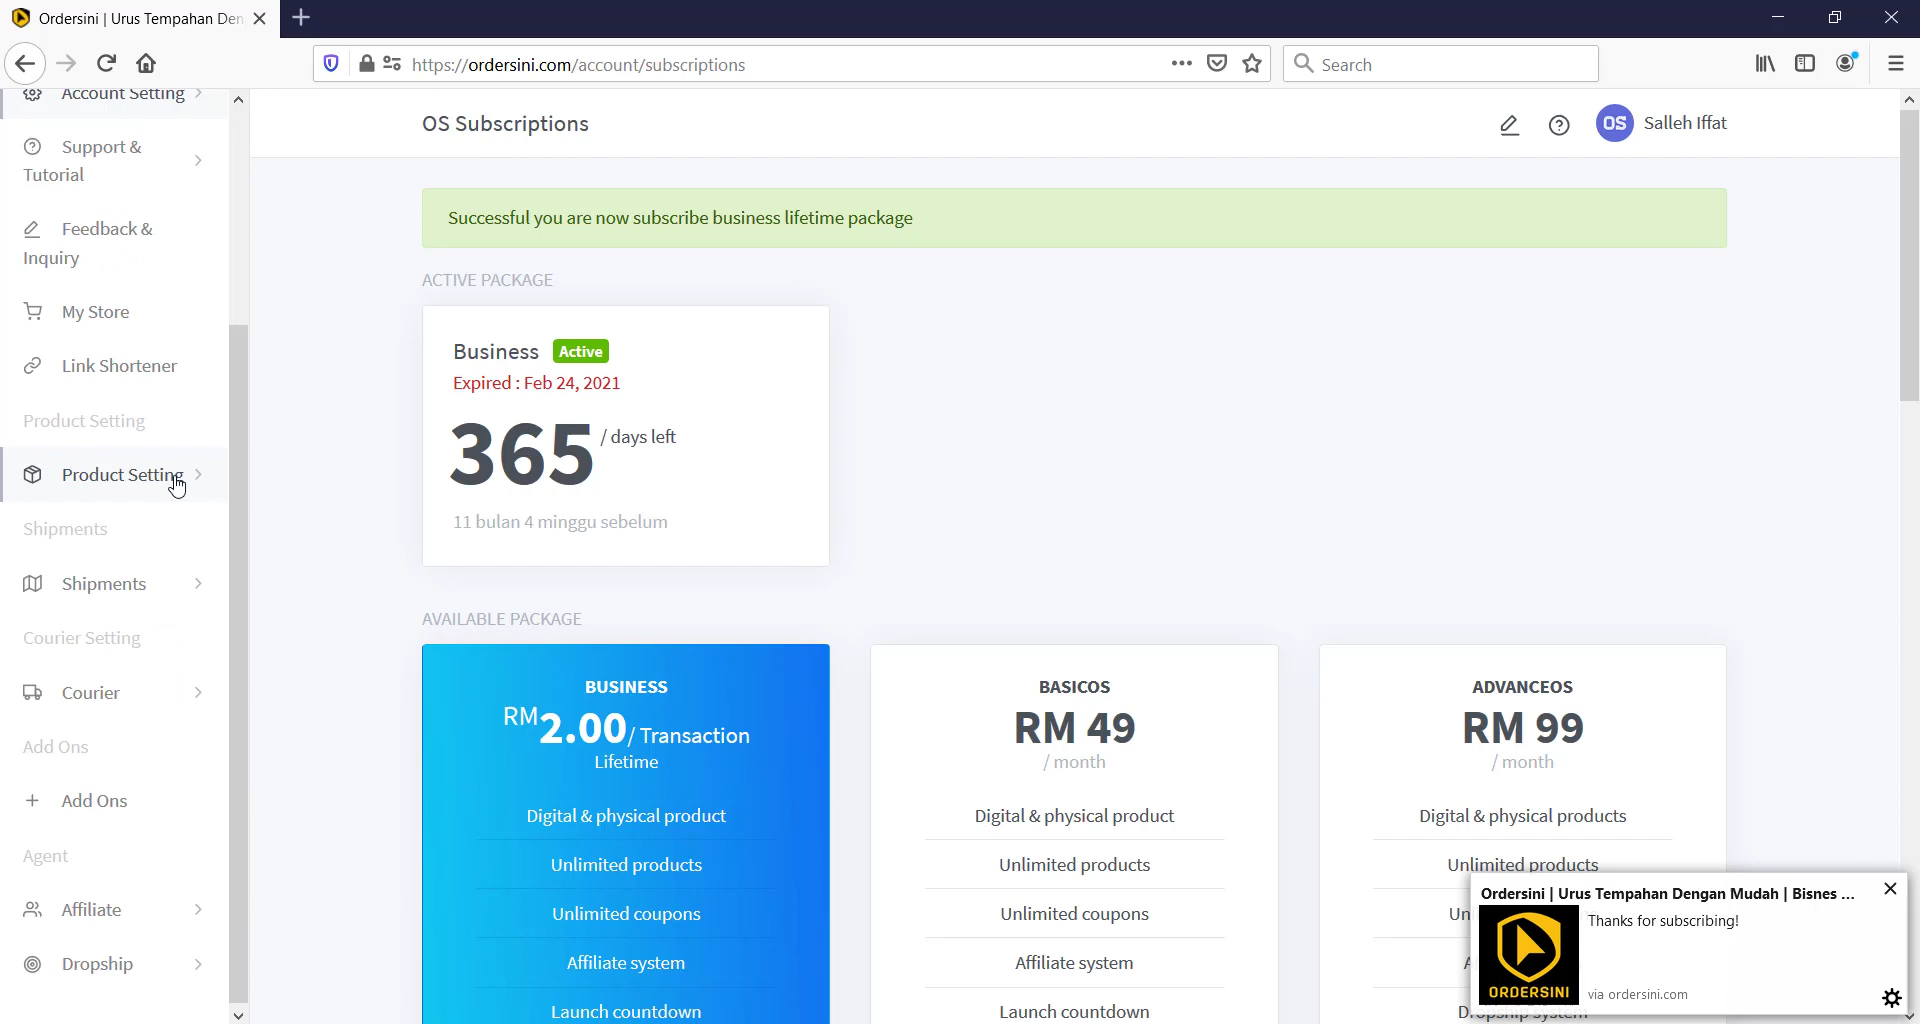 Ordersini | Urus Tempahan Den
https://ordersini.com/account/subscriptions
Search
Account Setting
Support &
Tutorial
Feedback &
Inquiry
My Store
Link Shortener
Product Setting
Product Setting
Shipments
Shipments
Courier Setting
Courier
Add Ons
Add Ons
Agent
Affiliate
Dropship
OS Subscriptions
OS
Salleh Iffat
Successful you are now subscribe business lifetime package
ACTIVE PACKAGE
Business Active
Expired : Feb 24, 2021
365 / days left
11 bulan 4 minggu sebelum
AVAILABLE PACKAGE
BUSINESS
RM2.00/ Transaction
Lifetime
Digital & physical product
Unlimited products
Unlimited coupons
Affiliate system
Launch countdown
BASICOS
RM 49
/ month
Digital & physical product
Unlimited products
Unlimited coupons
Affiliate system
Launch countdown
ADVANCEOS
RM 99
/ month
Digital & physical products
Unlimited products
Un
A
Dropship system
Ordersini | Urus Tempahan Dengan Mudah | Bisnes ...
Thanks for subscribing!
ORDERSINI
via ordersini.com